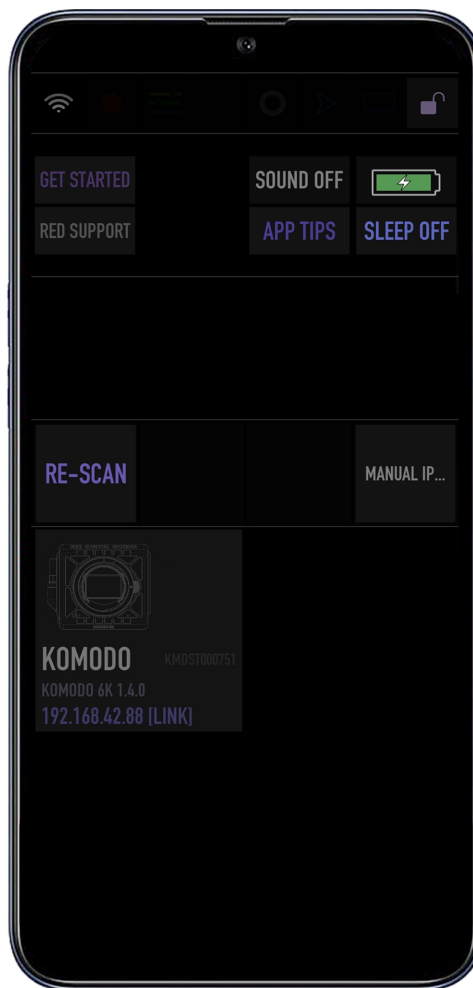 GET STARTED
SOUND OFF
RED SUPPORT
APP TIPS
SLEEP OFF
RE-SCAN
MANUAL IP...
KOMODO
KMDST000751
KOMODO 6K 1.4.0
192.168.42.88 [LINK]